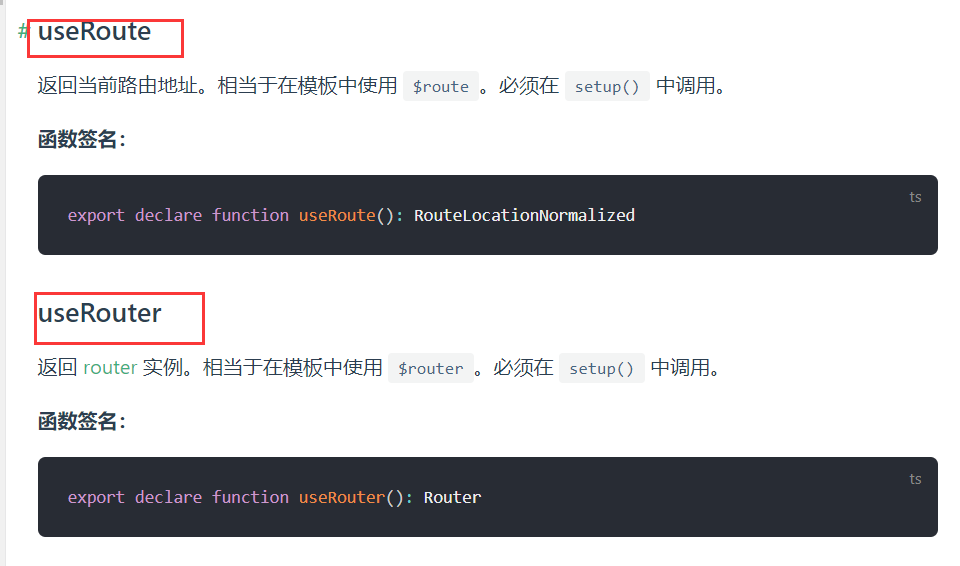 # useRoute
返回当前路由地址。相当于在模板中使用 $route 。必须在 setup() 中调用。
函数签名：
ts
export declare function useRoute(): RouteLocationNormalized
useRouter
返回 router 实例。相当于在模板中使用 $router 。必须在 setup() 中调用。
函数签名：
ts
export declare function useRouter(): Router